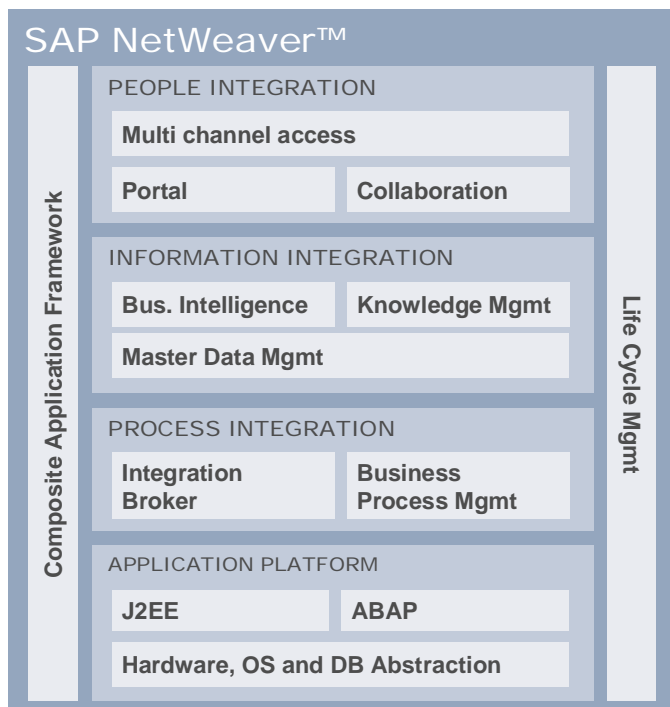 SAP NetWeaver™
Composite Application Framework
PEOPLE INTEGRATION
Multi channel access
Portal
Collaboration
INFORMATION INTEGRATION
Bus. Intelligence
Knowledge Mgmt
Master Data Mgmt
PROCESS INTEGRATION
Integration
Broker
Business
Process Mgmt
APPLICATION PLATFORM
J2EE
ABAP
Hardware, OS and DB Abstraction
Life Cycle Mgmt